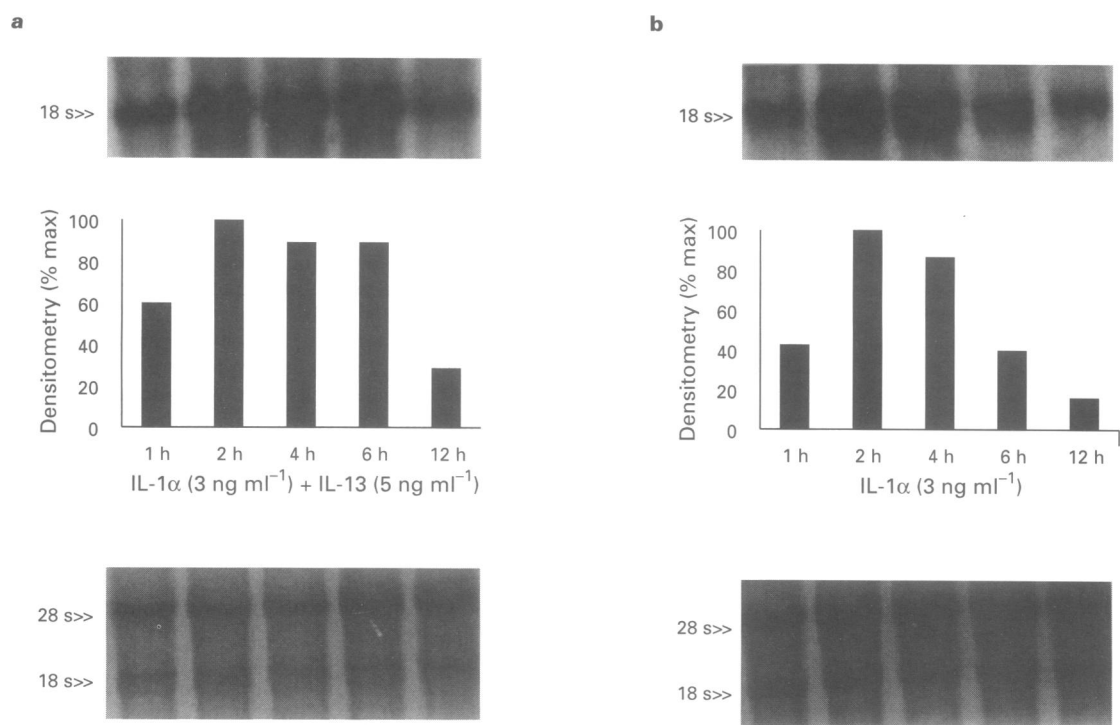 a
18 s>>
Densitometry (% max)
100
80
60
40
20
0
1 h 2 h 4 h 6 h 12 h
IL-1α (3 ng ml⁻¹) + IL-13 (5 ng ml⁻¹)
28 s>>
18 s>>
b
18 s>>
Densitometry (% max)
100
80
60
40
20
0
1 h 2 h 4 h 6 h 12 h
IL-1α (3 ng ml⁻¹)
28 s>>
18 s>>